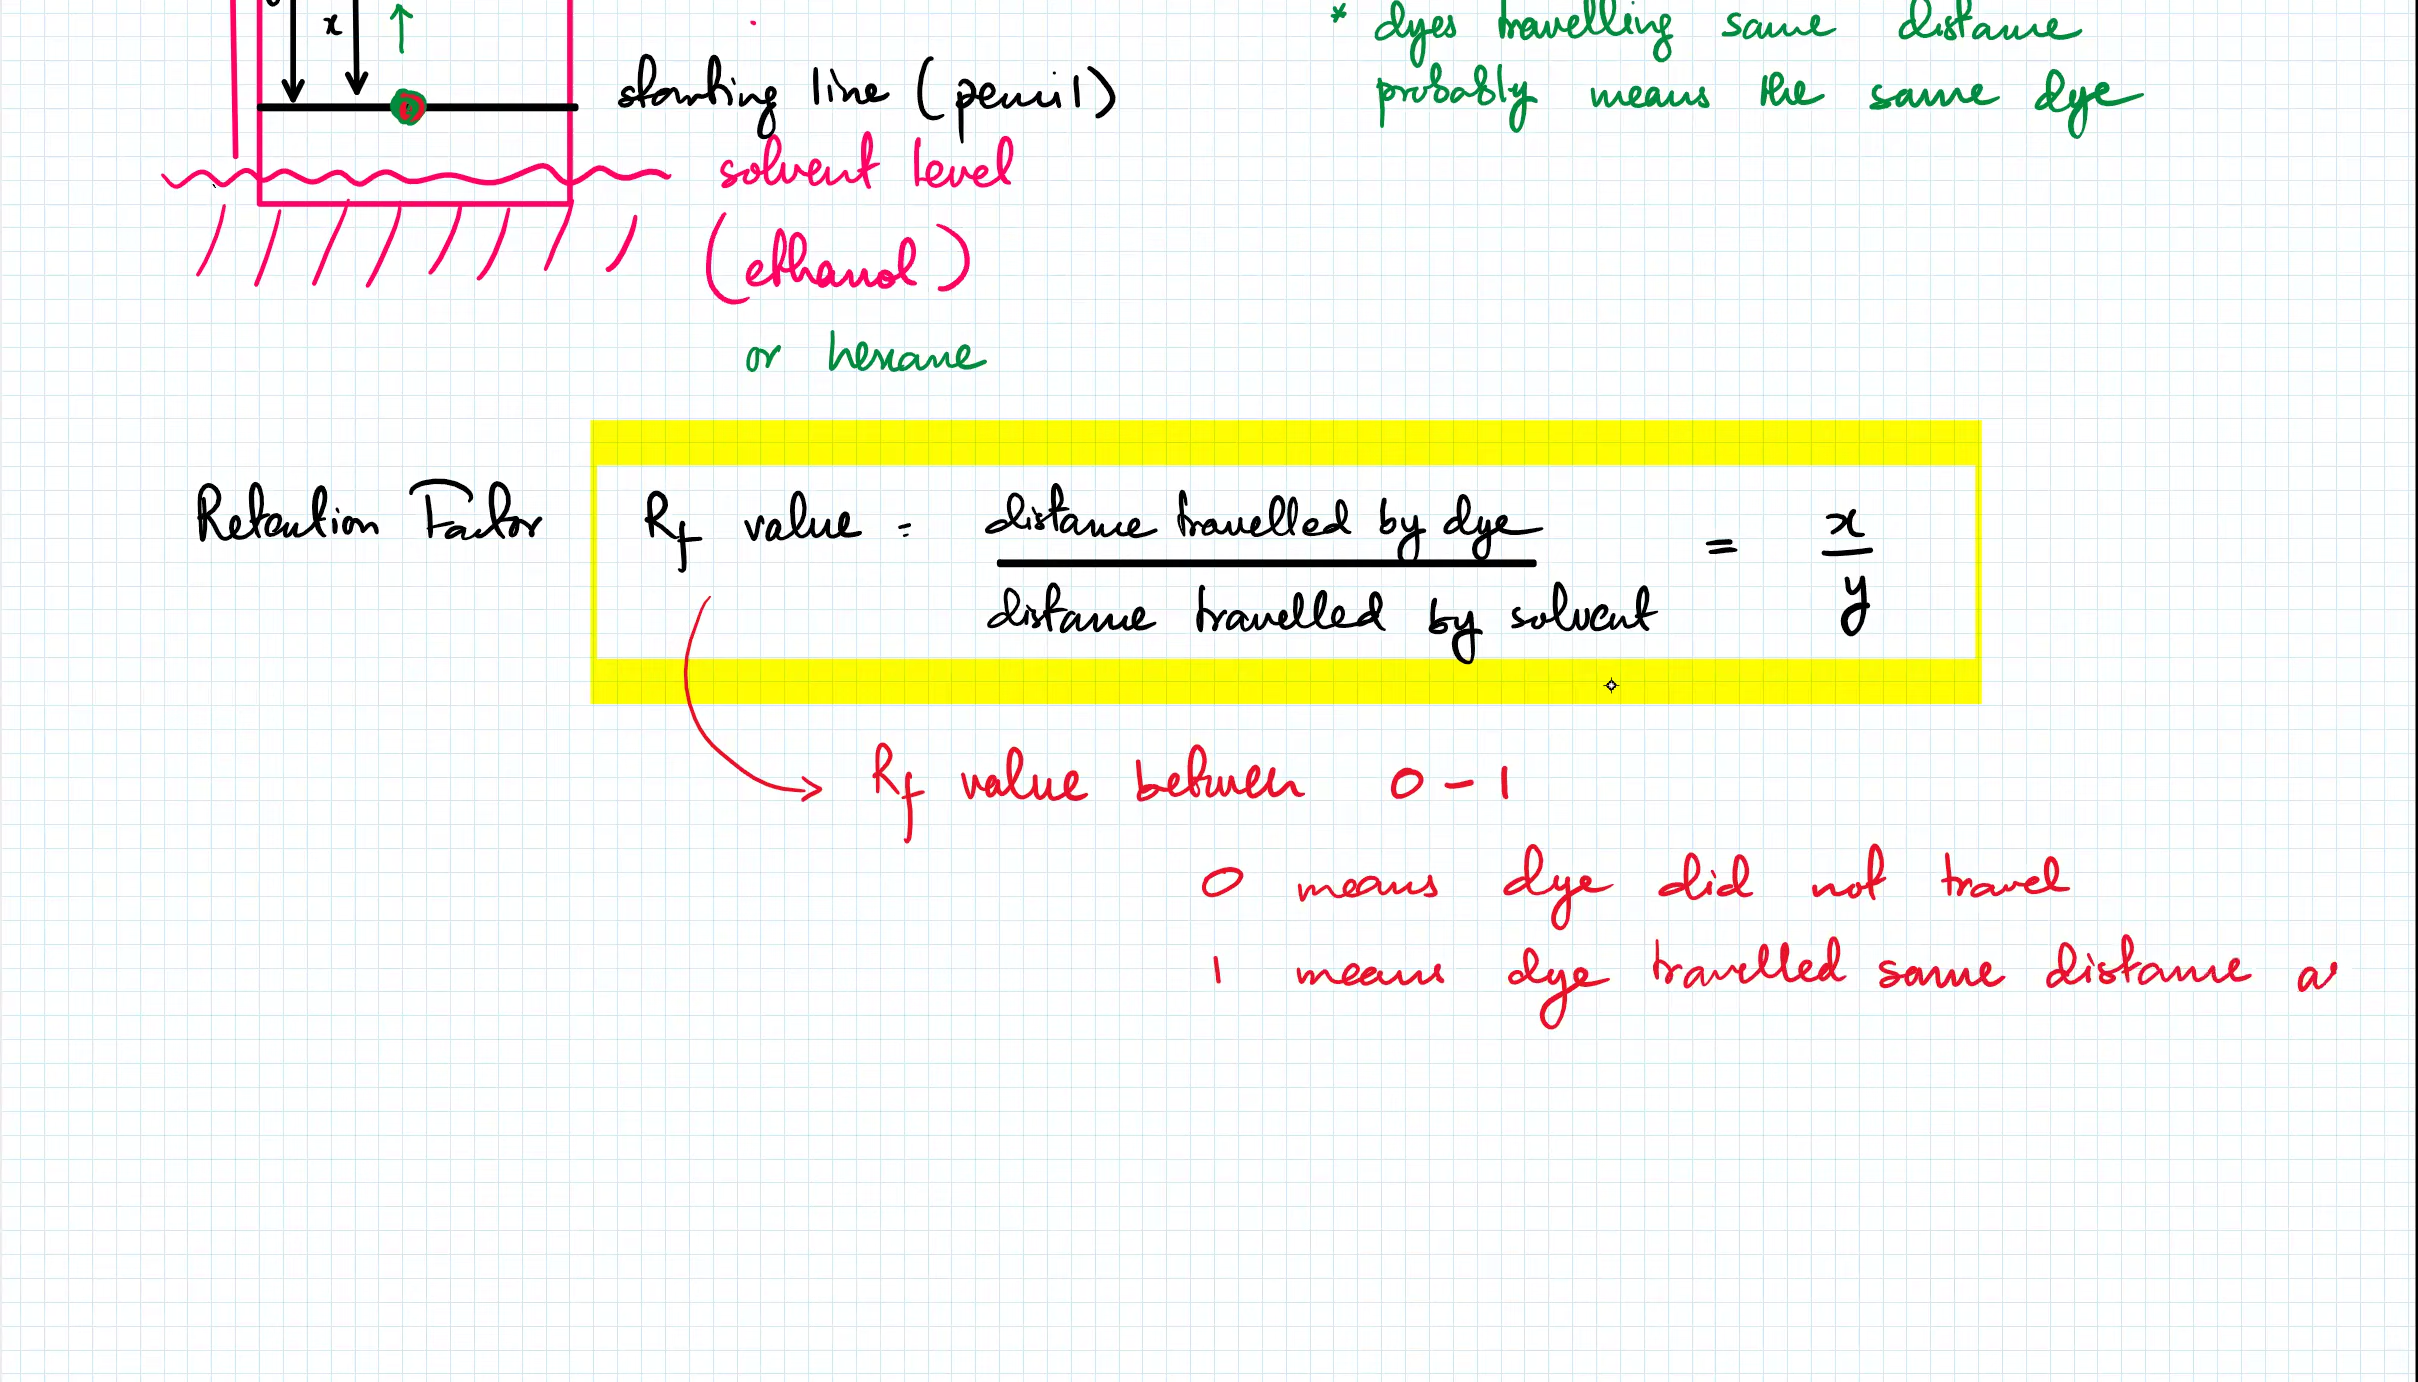 x
* dyes travelling same distance
probably means the same dye
starting line (pencil)
solvent level
(ethanol)
or hexane
Retention Factor
Rf value = distance travelled by dye
distance travelled by solvent
= x
y
Rf value between 0 - 1
0 means dye did not travel
1 means dye travelled same distance as